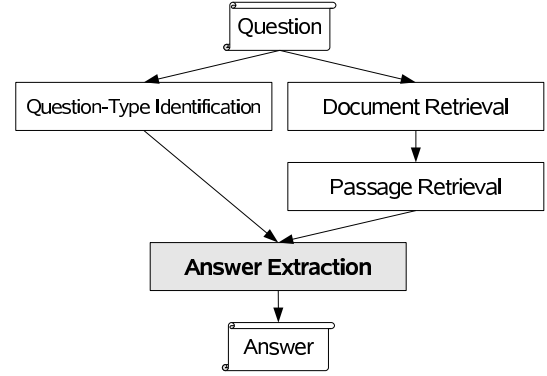 Question
Question-Type Identification
Document Retrieval
Passage Retrieval
Answer Extraction
Answer